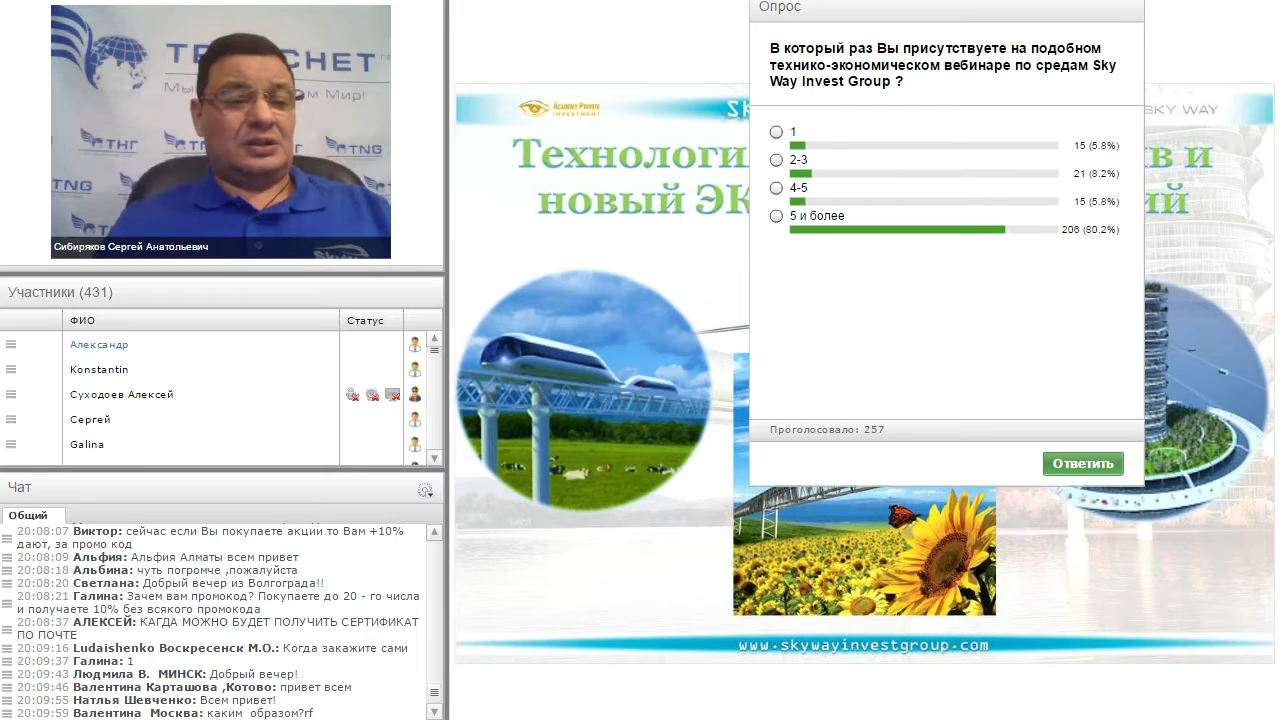 ТНГ
TNG
TNG
TNG
Сибиряков Сергей Анатольевич
Участники (431)
ФИО
Статус
Александр
Konstantin
Суходоев Алексей
Сергей
Galina
Чат
Общий
20:08:07 Виктор: сейчас если Вы покупаете акции то Вам +10%
дают, за промо код
20:08:09 Альфия: Альфия Алматы всем привет
20:08:18 Альбина: чуть погромче ,пожалуйста
20:08:20 Светлана: Добрый вечер из Волгограда!!
20:08:21 Галина: Зачем вам промокод? Покупаете до 20 - го числа
и получаете 10% без всякого промокода
20:08:37 АЛЕКСЕЙ: КАГДА МОЖНО БУДЕТ ПОЛУЧИТЬ СЕРТИФИКАТ
ПО ПОЧТЕ
20:09:16 Ludaishenko Воскресенск М.О.: Когда закажите сами
20:09:37 Галина: 1
20:09:43 Людмила В. МИНСК: Добрый вечер!
20:09:46 Валентина Карташова ,Котово: привет всем
20:09:55 Натлья Шевченко: Всем привет!
20:09:59 Валентина Москва: каким образом?rf
Опрос
В который раз Вы присутствуете на подобном
технико-экономическом вебинаре по средам Sky
Way Invest Group ?
1
15 (5.8%)
2-3
21 (8.2%)
4-5
15 (5.8%)
5 и более
206 (80.2%)
Проголосовало: 257
Ответить
ACADEMY PRIVATE
INVESTMENT
SKY WAY
Технологи
в и
новый ЭК
ий
www.skywayinvestgroup.com